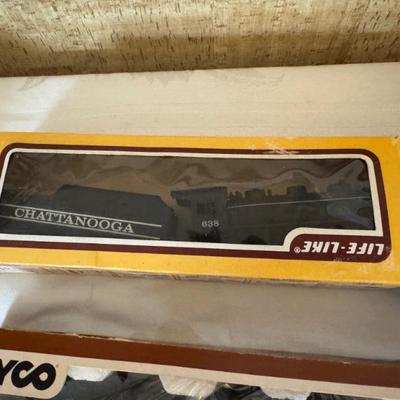 CHATTANOOGA
638
LIFE-LIKE®
YCO